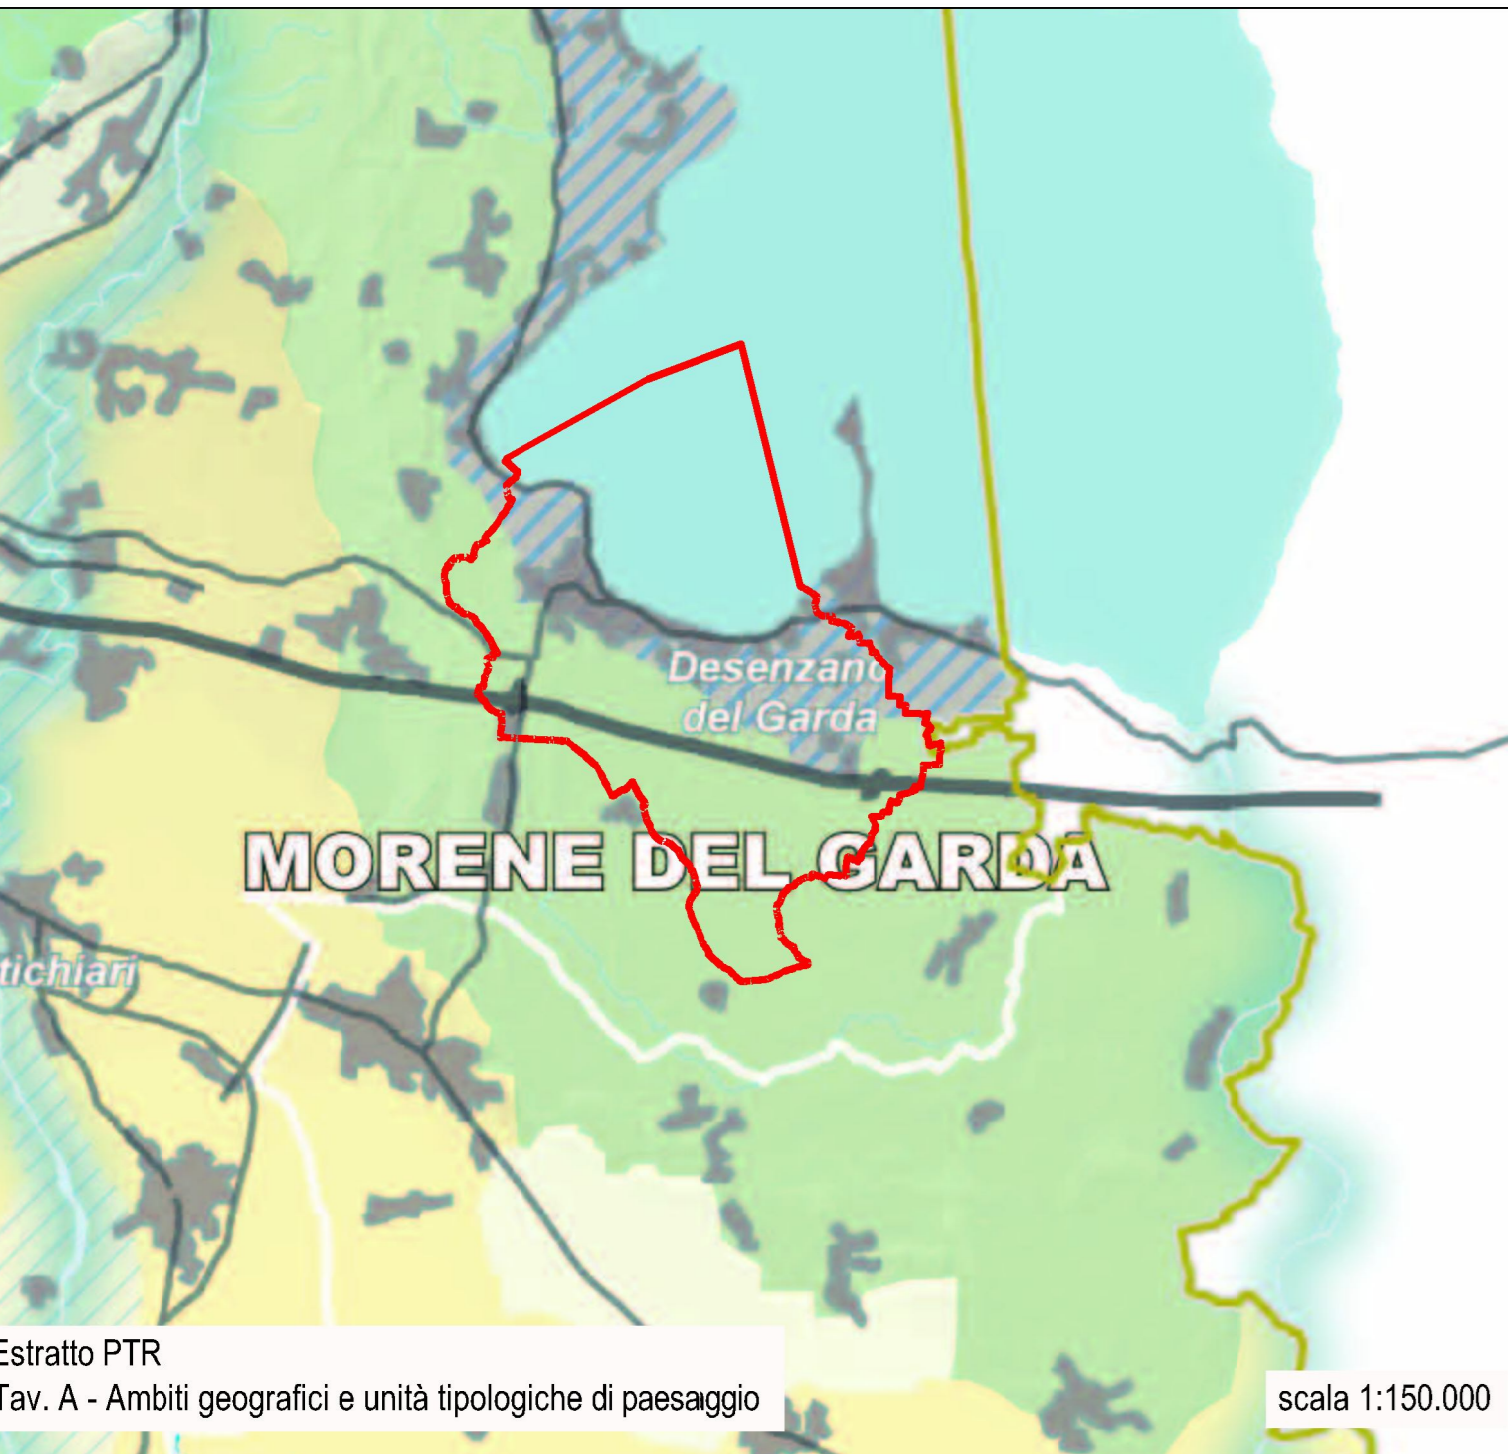 Desenzano
del Garda
MORENE DEL GARDA
tichiari
Estratto PTR
Tav. A - Ambiti geografici e unità tipologiche di paesaggio
scala 1:150.000